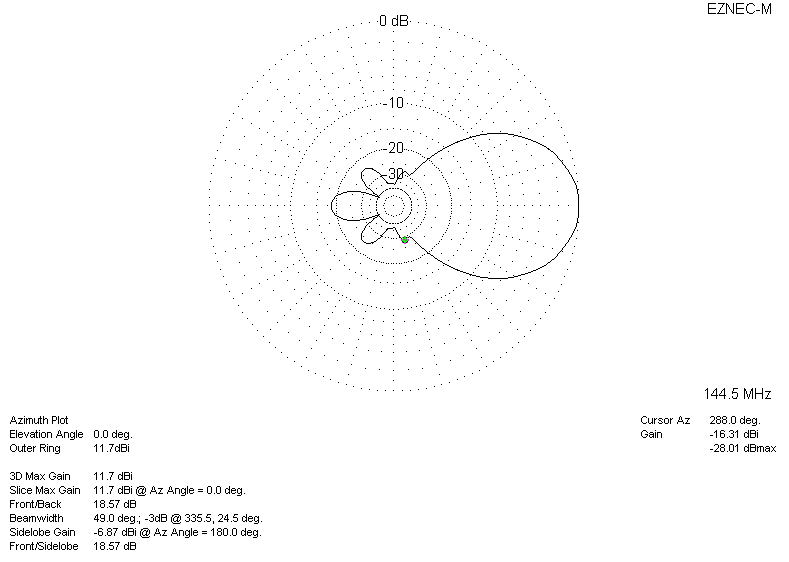 EZNEC-M
0 dB
-10
-20
-30
144.5 MHz
Azimuth Plot
Elevation Angle 0.0 deg.
Outer Ring 11.7dBi
Cursor Az 288.0 deg.
Gain -16.31 dBi
-28.01 dBmax
3D Max Gain 11.7 dBi
Slice Max Gain 11.7 dBi @ Az Angle = 0.0 deg.
Front/Back 18.57 dB
Beamwidth 49.0 deg.; -3dB @ 335.5, 24.5 deg.
Sidelobe Gain -6.87 dBi @ Az Angle = 180.0 deg.
Front/Sidelobe 18.57 dB